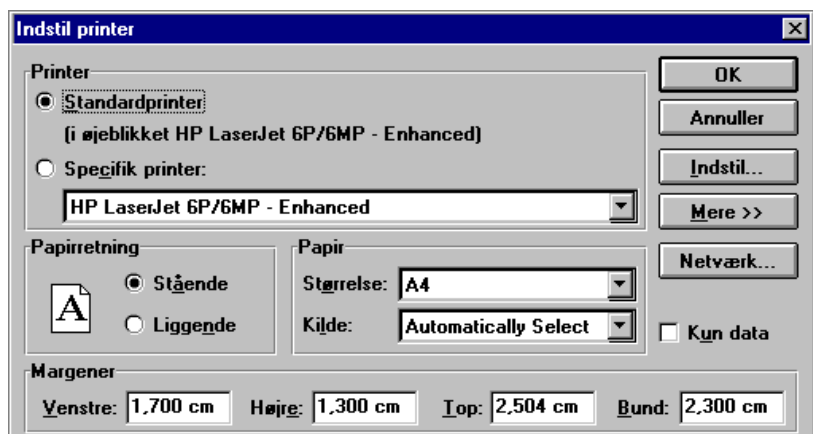 Indstil printer
Printer
Standardprinter
(i øjeblikket HP LaserJet 6P/6MP - Enhanced)
Specifik printer:
HP LaserJet 6P/6MP - Enhanced
OK
Annuller
Indstil...
Mere >>
Netværk...
Kun data
Papirretning
A
Stående
Liggende
Papir
Størrelse: A4
Kilde: Automatically Select
Margener
Venstre: 1,700 cm Højre: 1,300 cm Top: 2,504 cm Bund: 2,300 cm